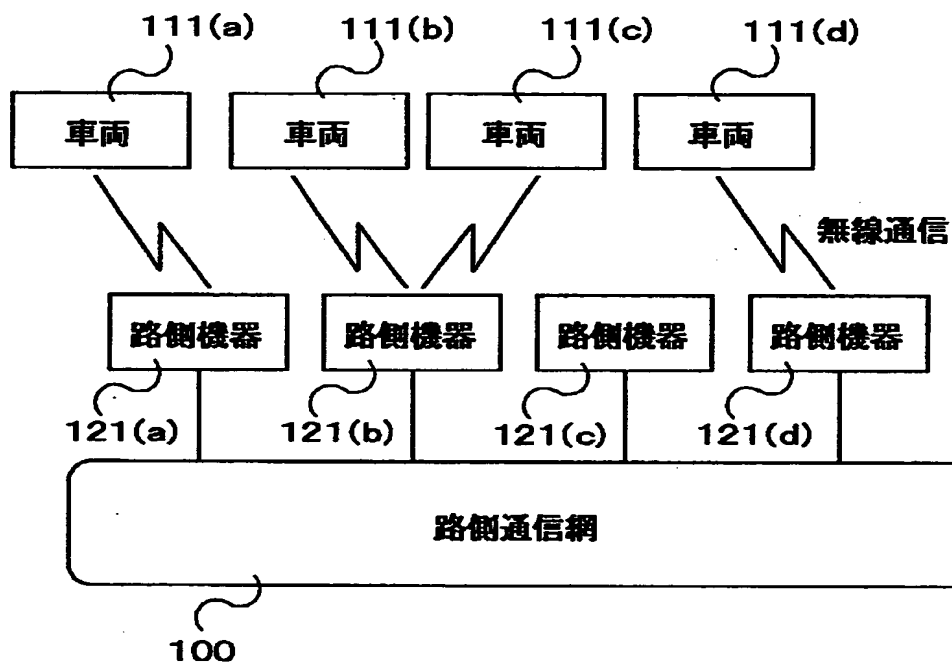 111(a) 111(b) 111(c) 111(d)
車両 車両 車両 車両
無線通信
路側機器 路側機器 路側機器 路側機器
121(a) 121(b) 121(c) 121(d)
路側通信網
100